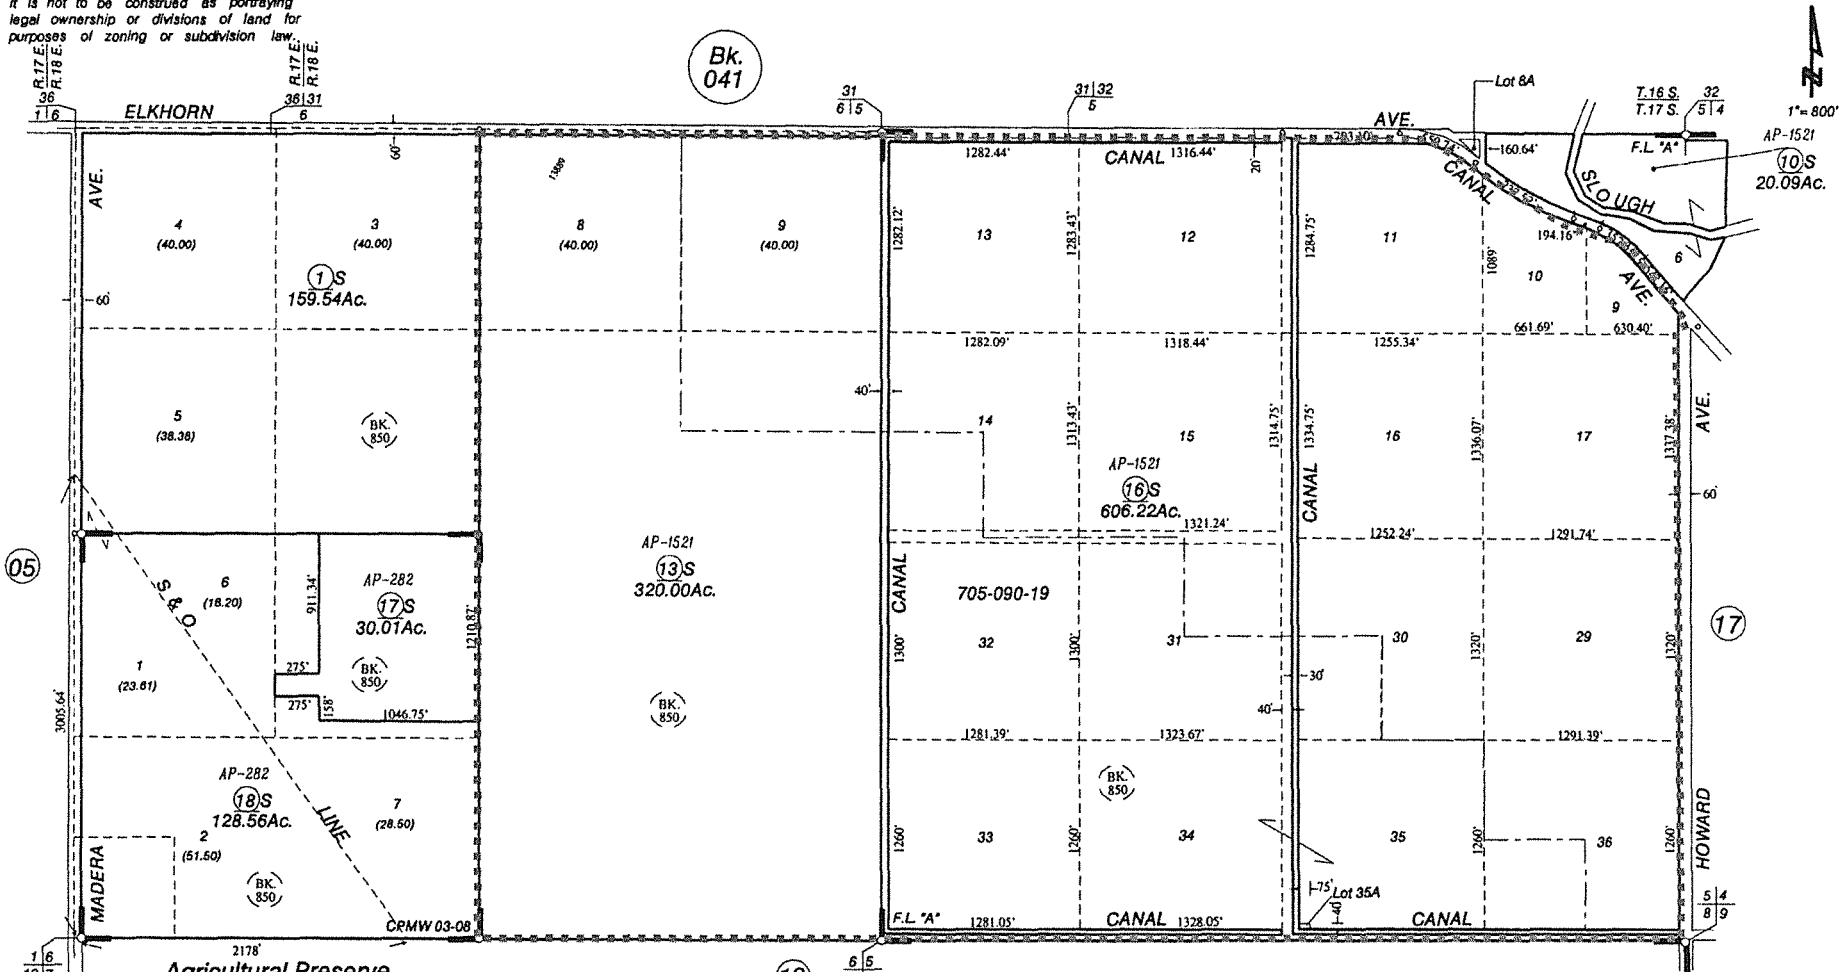 it is not to be construed as portraying
legal ownership or divisions of land for
purposes of zoning or subdivision law.
R.17 E.
R.18 E.
R.17 E.
R.18 E.
Bk.
041
N
1"= 800'
36
1 6
36 31
6
31
6 5
31 32
5
T.16 S.
T.17 S.
32
5 4
ELKHORN
AVE.
Lot 8A
AP-1521
10 S
20.09Ac.
F.L. "A"
60'
13880
1282.44'
CANAL
1316.44'
20'
160.64'
CANAL
SLOUGH
194.16'
AVE.
4
(40.00)
3
(40.00)
8
(40.00)
9
(40.00)
1282.12'
13
1283.43'
12
1284.75'
11
1089'
10
9
6
1 S
159.54Ac.
60'
AVE.
1282.09'
1318.44'
1255.34'
661.69'
630.40'
40'
5
(38.38)
BK.
850
14
1313.43'
15
1314.75'
1334.75'
16
1336.07'
17
1337.38'
AVE.
AP-1521
16 S
606.22Ac.
CANAL
60'
1321.24'
1252.24'
1291.74'
05
S & O
6
(18.20)
911.34'
AP-282
17 S
30.01Ac.
1210.87'
AP-1521
13 S
320.00Ac.
CANAL
705-090-19
17
1
(23.61)
275'
BK.
850
275'
158'
1046.75'
1300'
32
1300'
31
30
1320'
29
1320'
30'
3005.64'
BK.
850
40'
1281.39'
1323.67'
1291.39'
AP-282
18 S
128.56Ac.
2
(51.50)
7
(28.50)
LINE
BK.
850
BK.
850
1260'
33
1260'
34
35
1260'
36
1260'
HOWARD
MADERA
CRMW 03-08
F.L. "A"
1281.05'
CANAL
1328.05'
75'
Lot 35A
40'
CANAL
5 4
8 9
1 6
2178'
6 5
Agricultural Preserve